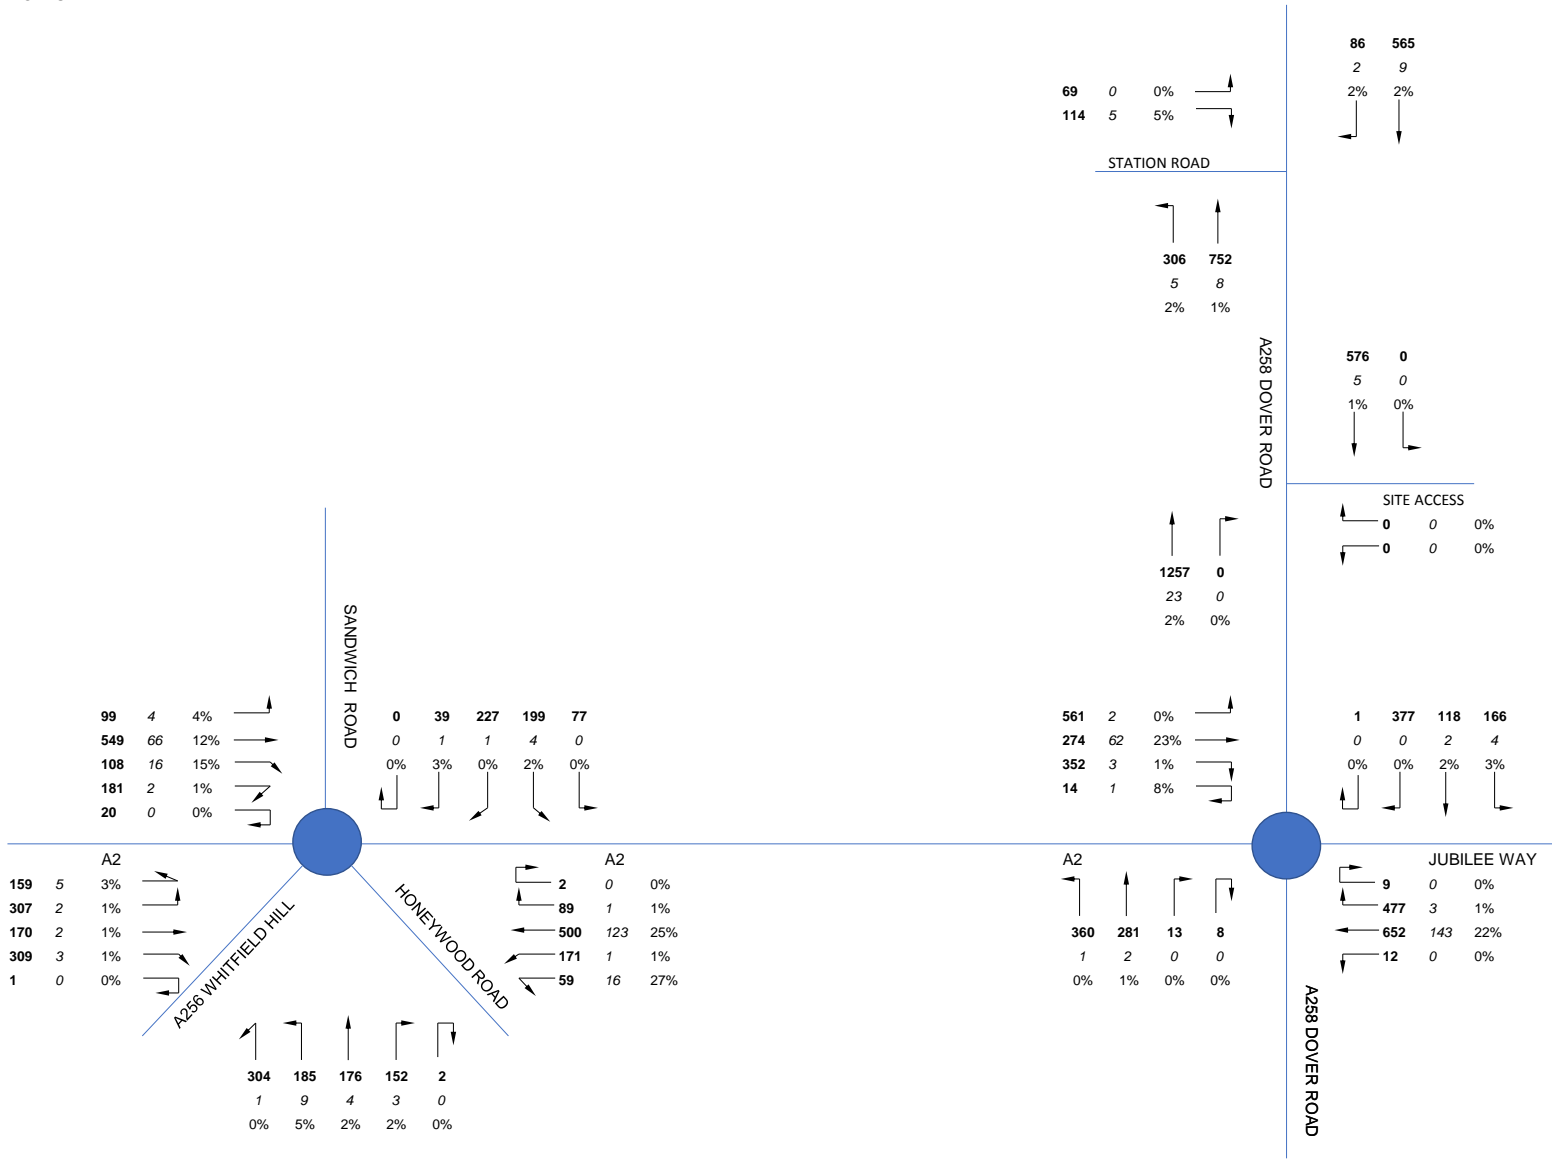 86 565
2 9
2% 2%
69 0 0%
114 5 5%
STATION ROAD
306 752
5 8
2% 1%
A258 DOVER ROAD
576 0
5 0
1% 0%
SITE ACCESS
0 0 0%
0 0 0%
1257 0
23 0
2% 0%
SANDWICH ROAD
99 4 4%
549 66 12%
108 16 15%
181 2 1%
20 0 0%
0 39 227 199 77
0 1 1 4 0
0% 3% 0% 2% 0%
561 2 0%
274 62 23%
352 3 1%
14 1 8%
1 377 118 166
0 0 2 4
0% 0% 2% 3%
A2
159 5 3%
307 2 1%
170 2 1%
309 3 1%
1 0 0%
A256 WHITFIELD HILL
HONEYWOOD ROAD
A2
2 0 0%
89 1 1%
500 123 25%
171 1 1%
59 16 27%
304 185 176 152 2
1 9 4 3 0
0% 5% 2% 2% 0%
A2
360 281 13 8
1 2 0 0
0% 1% 0% 0%
JUBILEE WAY
9 0 0%
477 3 1%
652 143 22%
12 0 0%
A258 DOVER ROAD